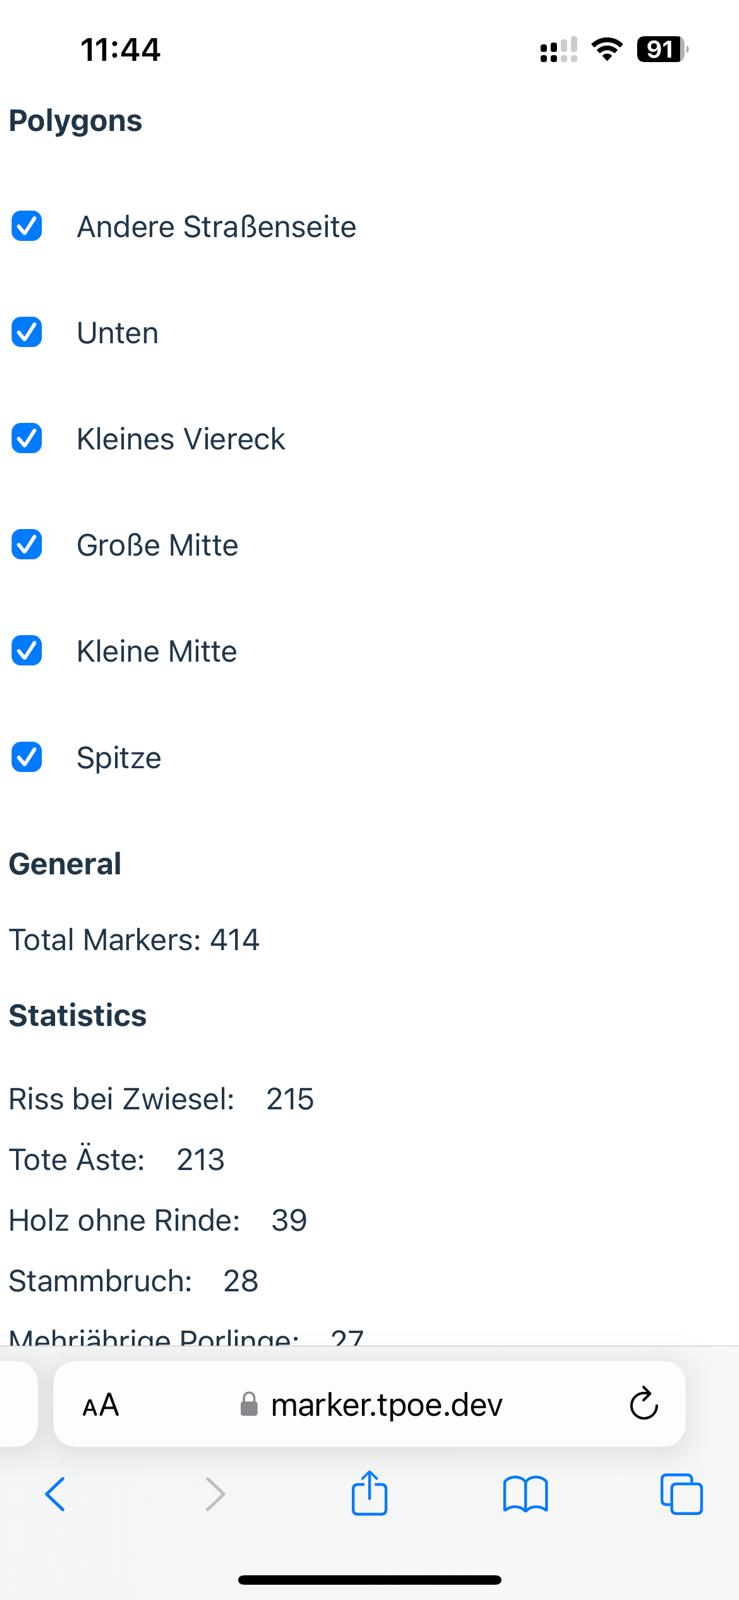 11:44
91
Polygons
Andere Straßenseite
Unten
Kleines Viereck
Große Mitte
Kleine Mitte
Spitze
General
Total Markers: 414
Statistics
Riss bei Zwiesel: 215
Tote Äste: 213
Holz ohne Rinde: 39
Stammbruch: 28
Mehrjährige Porlinge: 27
AA marker.tpoe.dev